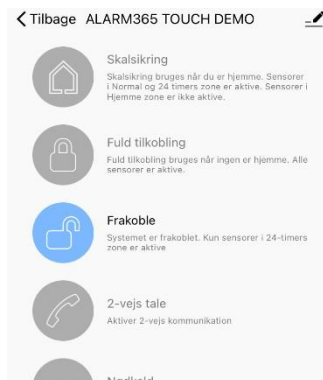 Tilbage ALARM365 TOUCH DEMO
Skalsikring
Skalsikring bruges når du er hjemme. Sensorer
i Normal og 24 timers zone er aktive. Sensorer i
Hjemme zone er ikke aktive.
Fuld tilkobling
Fuld tilkobling bruges når ingen er hjemme. Alle
sensorer er aktive.
Frakoble
Systemet er frakoblet. Kun sensorer i 24-timers
zone er aktive
2-vejs tale
Aktiver 2-vejs kommunikation